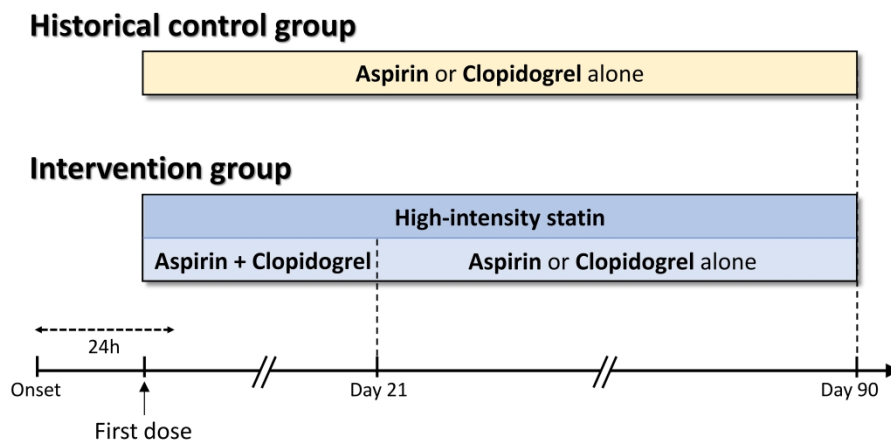 Historical control group
Aspirin or Clopidogrel alone
Intervention group
High-intensity statin
Aspirin + Clopidogrel
Aspirin or Clopidogrel alone
24h
Onset
Day 21
Day 90
First dose